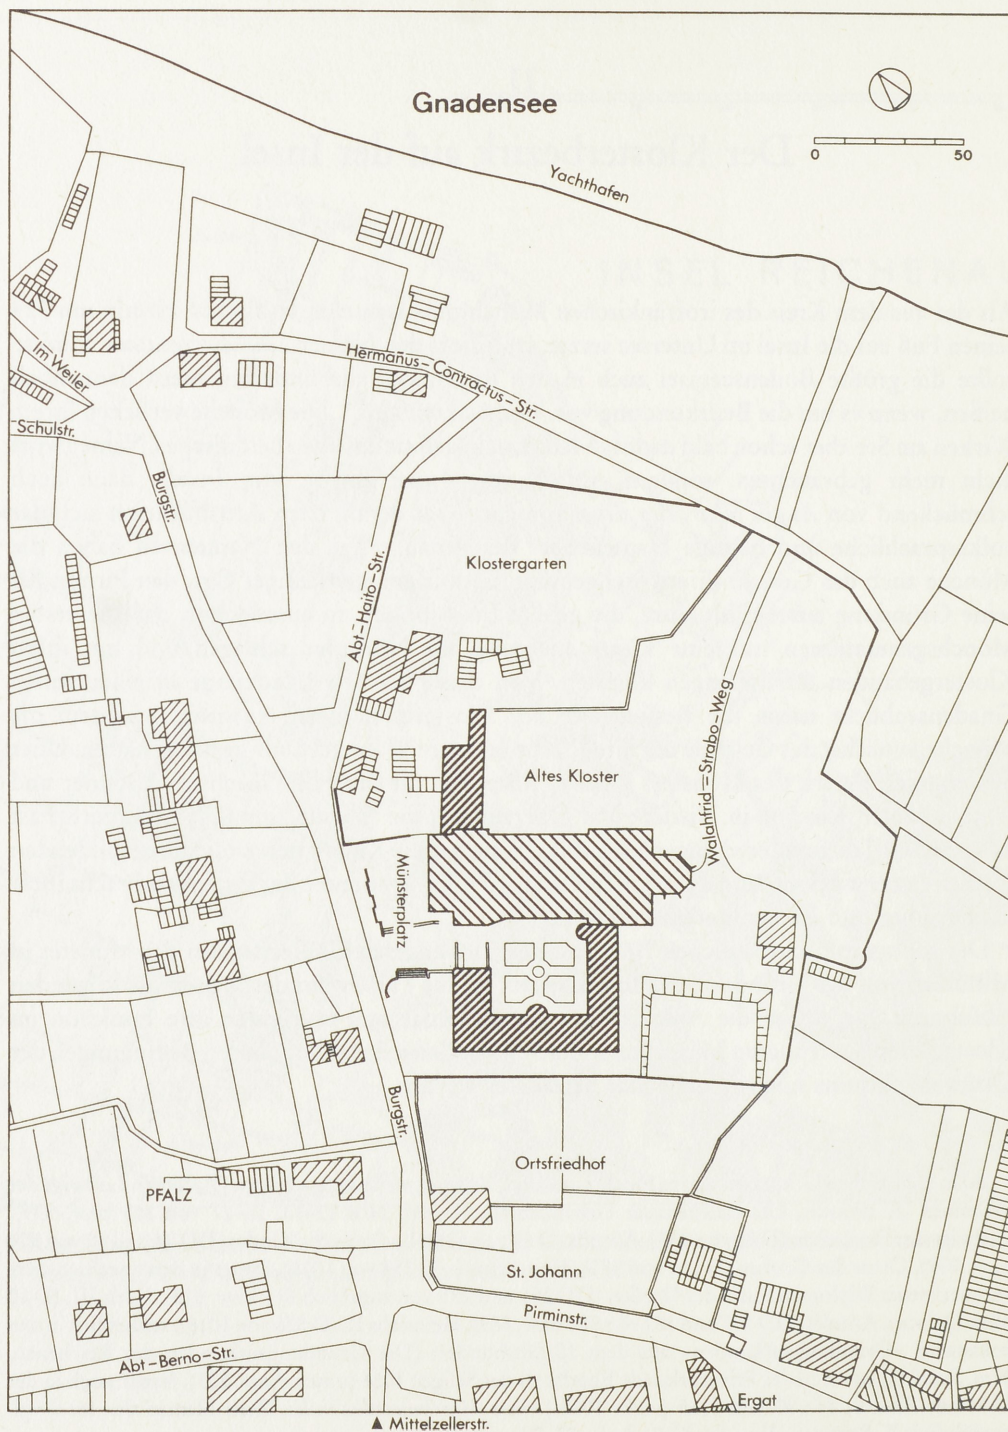 Gnadensee
0 50
Yachthafen
Hermanus-Contractus-Str.
Im Weiler
Schulstr.
Burgstr.
Klostergarten
Abt-Haito-Str.
Walahfrid-Strabo-Weg
Altes Kloster
Münsterplatz
Burgstr.
Ortsfriedhof
PFALZ
St. Johann
Pirminstr.
Abt-Berno-Str.
Ergat
▲ Mittelzellerstr.